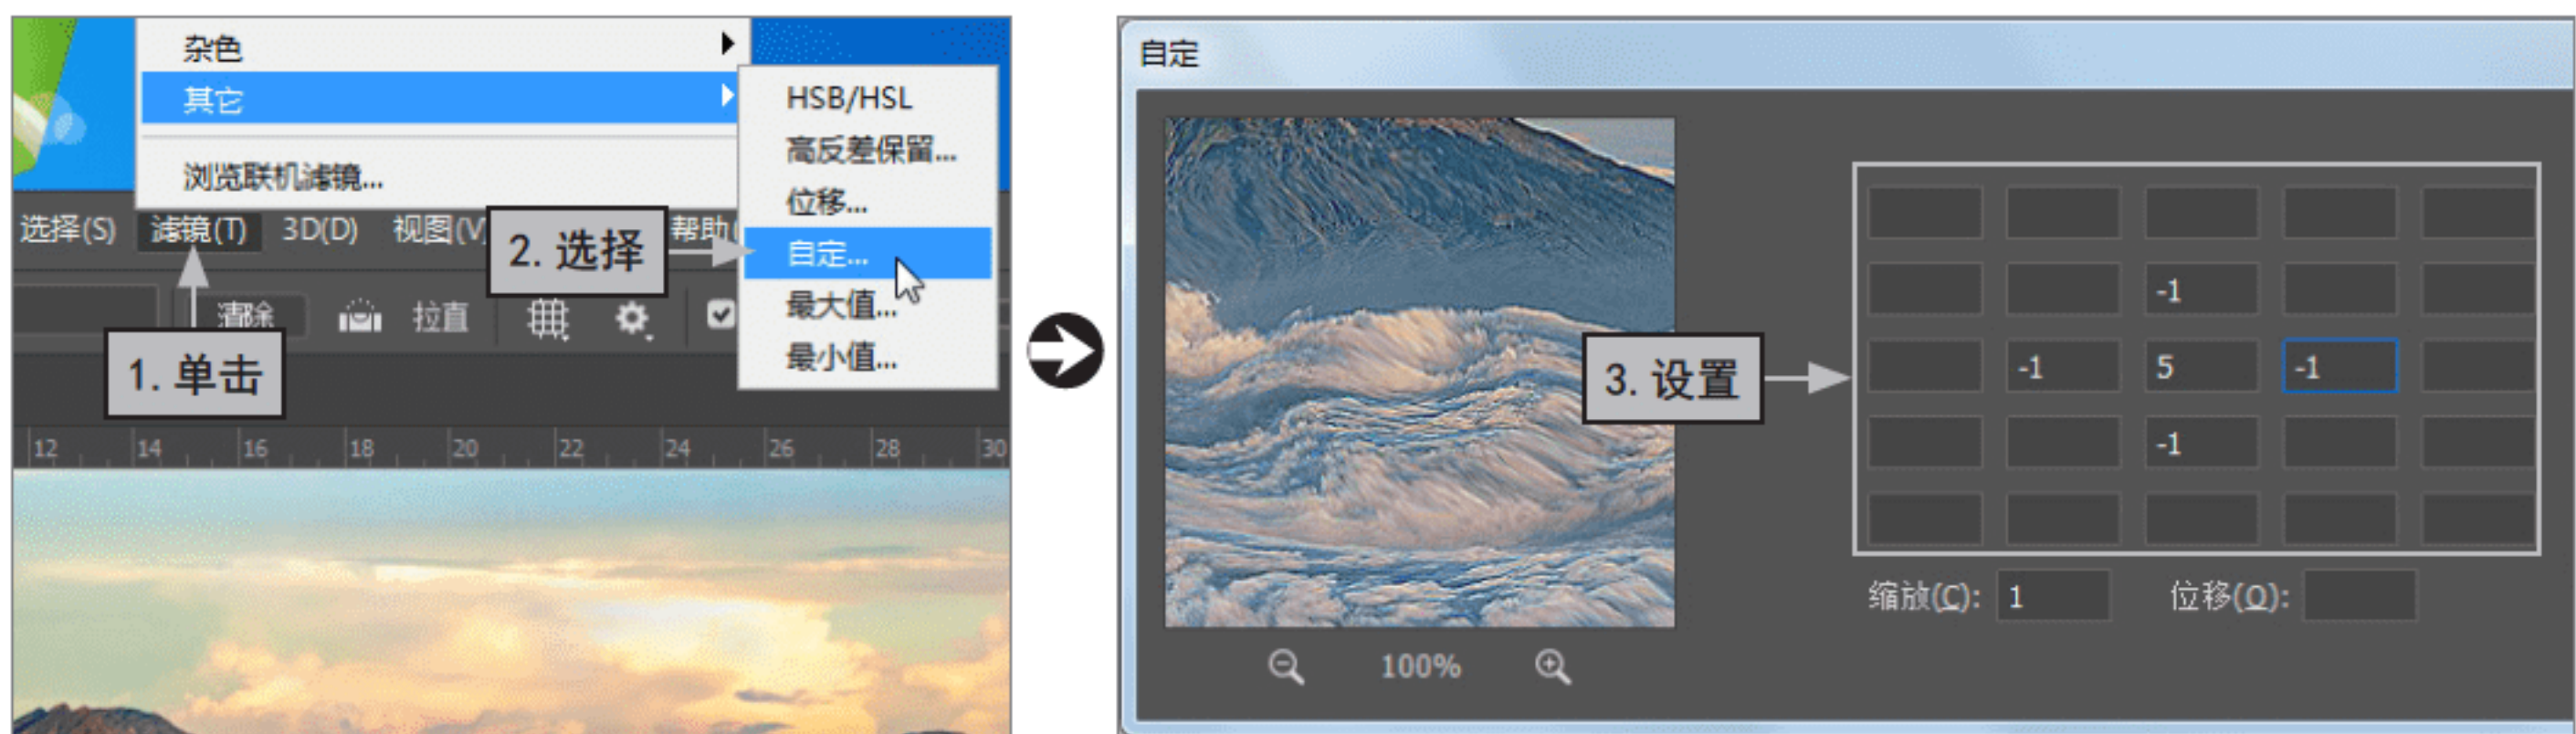 杂色
其它
浏览联机滤镜...
HSB/HSL
高反差保留...
位移...
自定...
最大值...
最小值...
选择(S) 滤镜(T) 3D(D) 视图(V) 帮助(
2. 选择
清除 拉直
1. 单击
12 14 16 18 20 22 24 26 28 30
自定
-1
-1 5 -1
-1
3. 设置
缩放(C): 1 位移(O):
100%